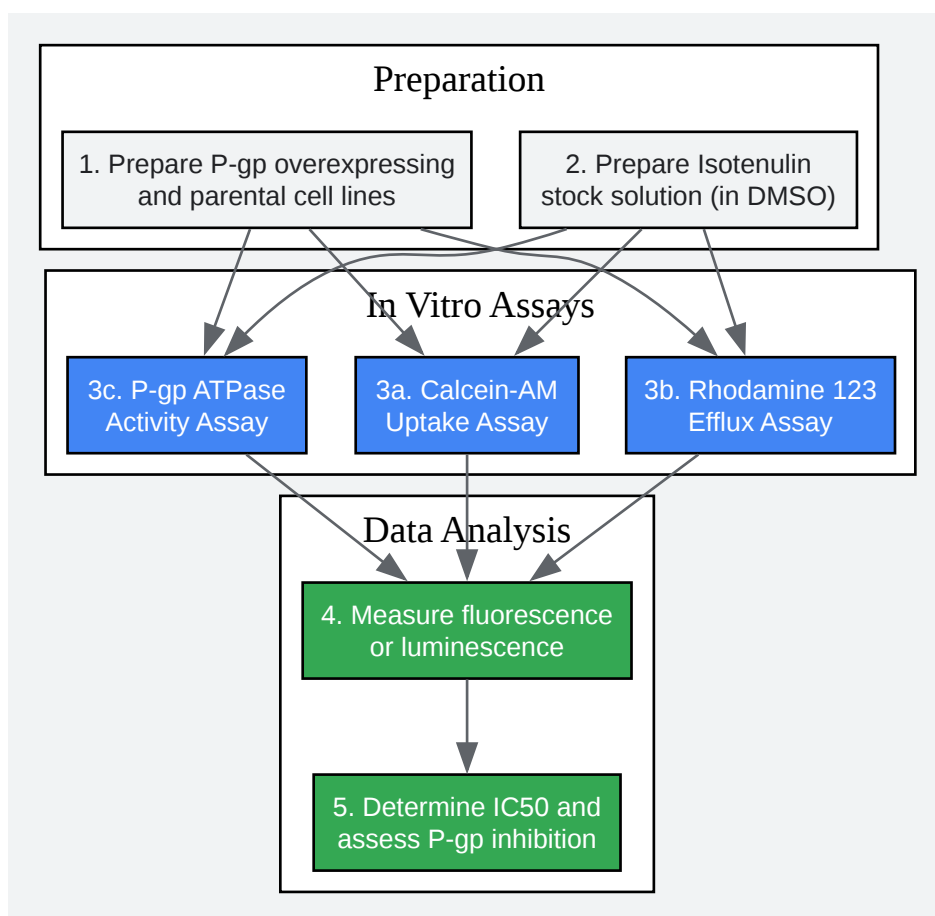 Preparation
1. Prepare P-gp overexpressing
and parental cell lines
2. Prepare Isotenulin
stock solution (in DMSO)
In Vitro Assays
3c. P-gp ATPase
Activity Assay
3a. Calcein-AM
Uptake Assay
3b. Rhodamine 123
Efflux Assay
Data Analysis
4. Measure fluorescence
or luminescence
5. Determine IC50 and
assess P-gp inhibition